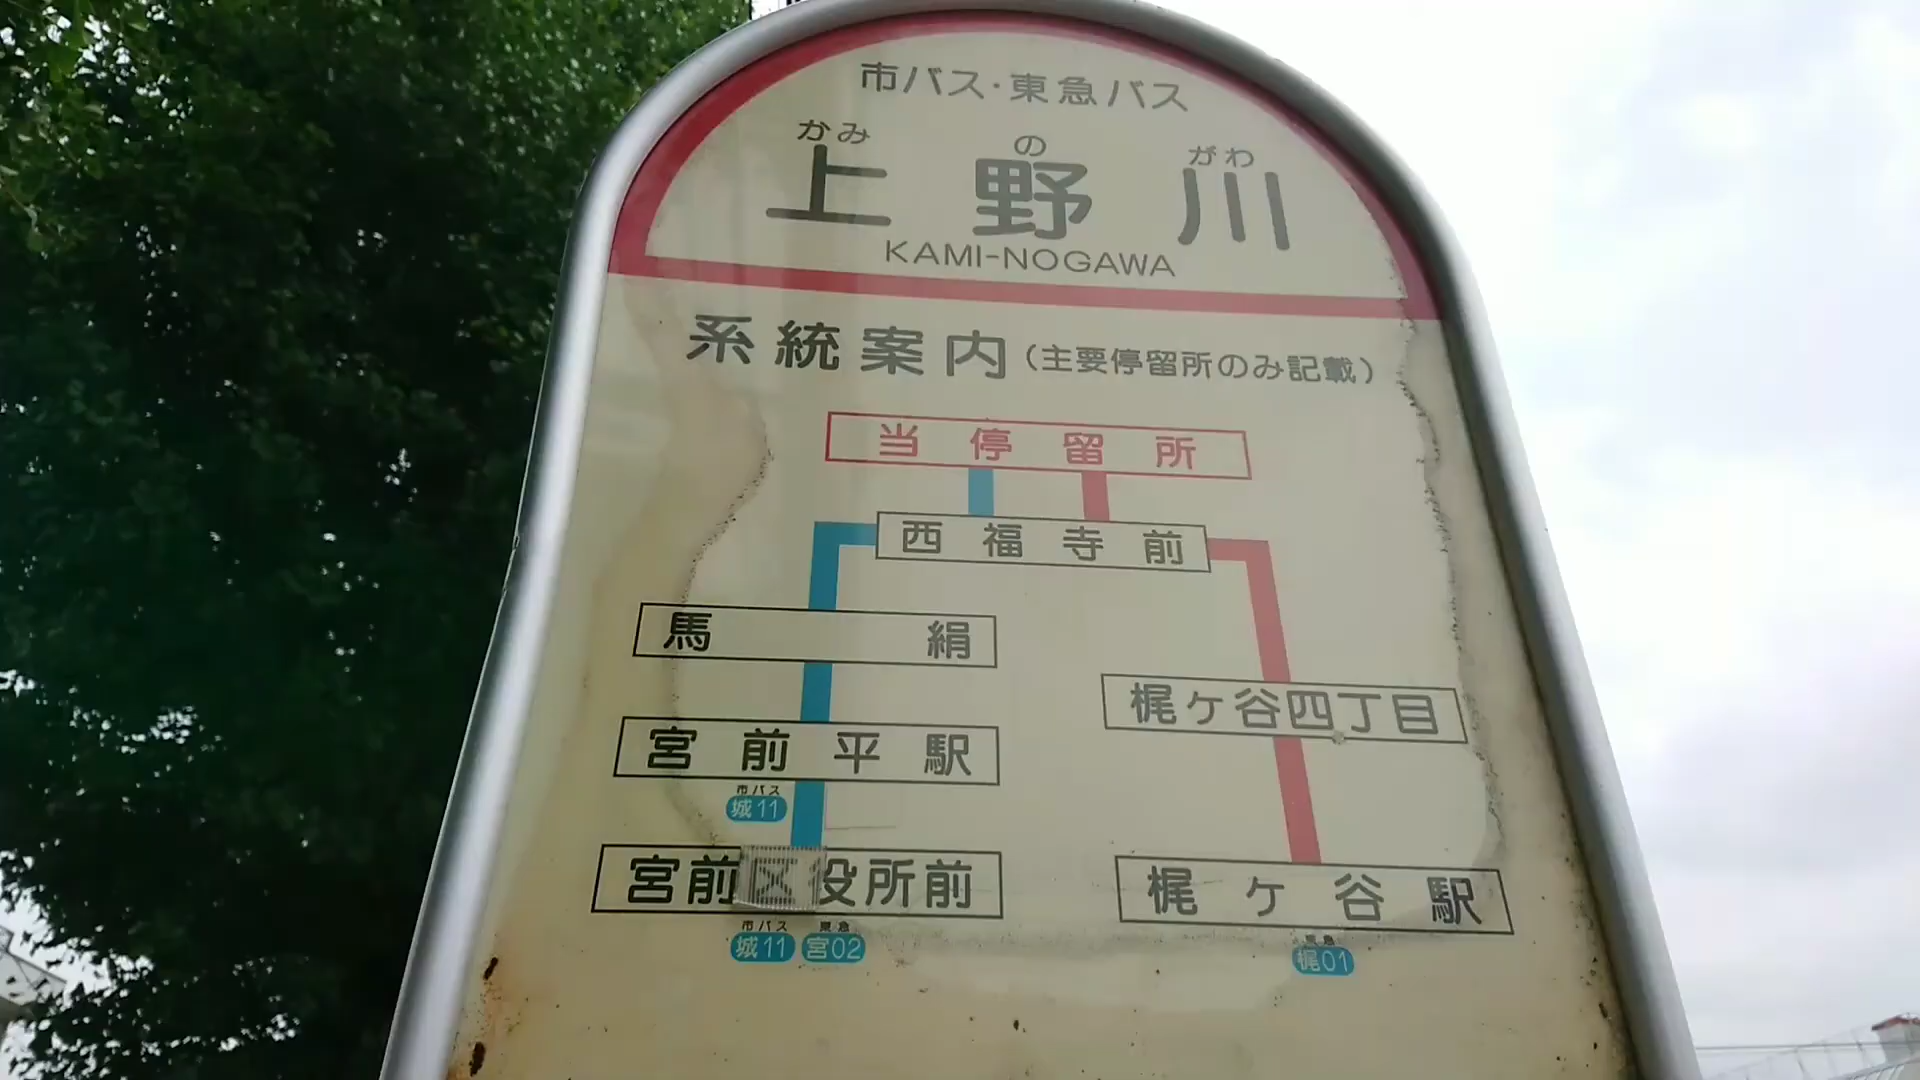 市バス・東急バス
かみ の がわ
上野川
KAMI-NOGAWA
系統案内(主要停留所のみ記載)
当停留所
西福寺前
馬絹
梶ヶ谷四丁目
宮前平駅
市バス
城11
宮前区役所前
梶ヶ谷駅
市バス 東急
城11 宮02
東急
梶01